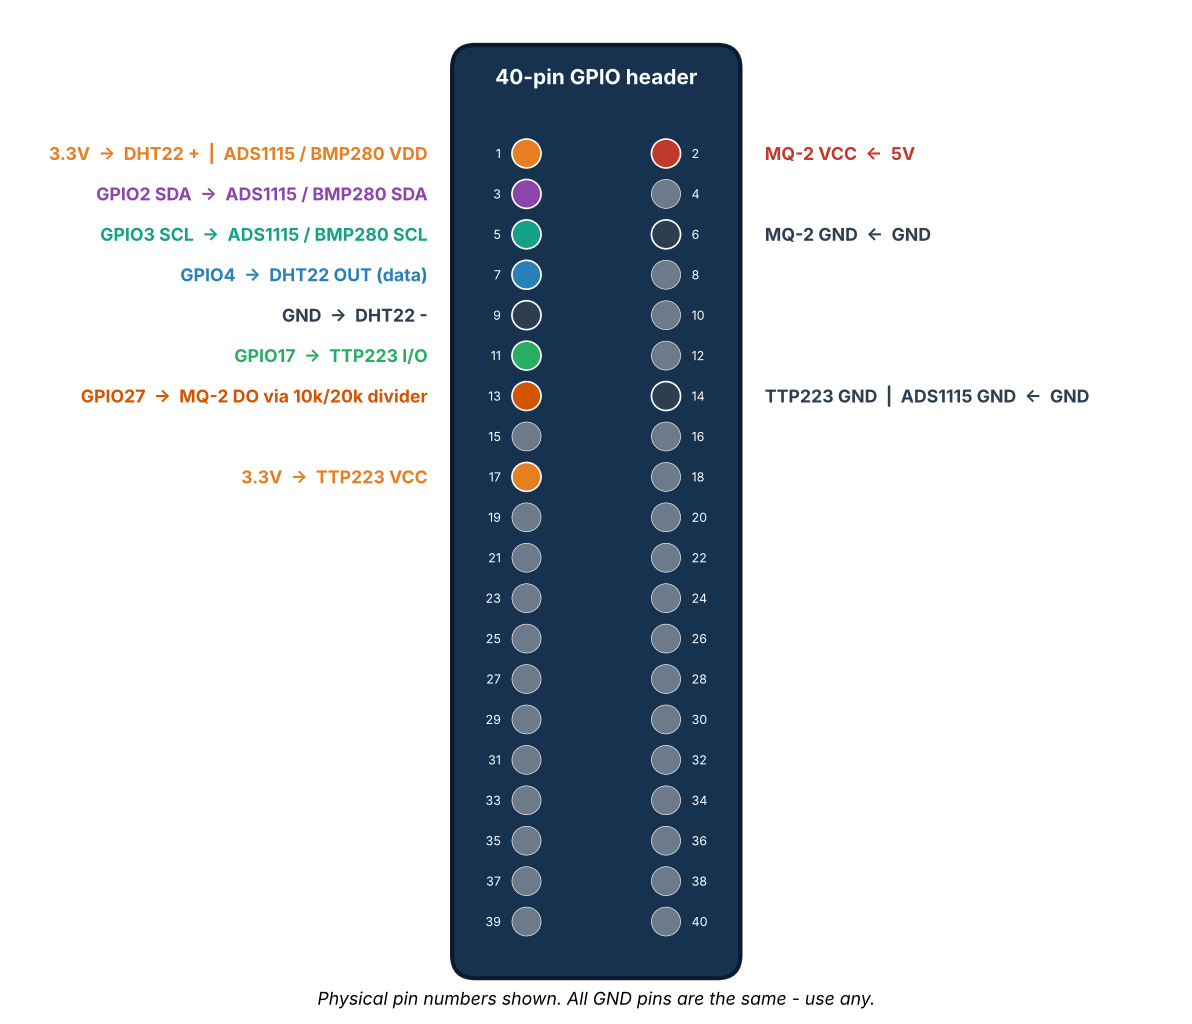 40-pin GPIO header
3.3V → DHT22 + | ADS1115 / BMP280 VDD 1 2 MQ-2 VCC ← 5V
GPIO2 SDA → ADS1115 / BMP280 SDA 3 4
GPIO3 SCL → ADS1115 / BMP280 SCL 5 6 MQ-2 GND ← GND
GPIO4 → DHT22 OUT (data) 7 8
GND → DHT22 - 9 10
GPIO17 → TTP223 I/O 11 12
GPIO27 → MQ-2 DO via 10k/20k divider 13 14 TTP223 GND | ADS1115 GND ← GND
15 16
3.3V → TTP223 VCC 17 18
19 20
21 22
23 24
25 26
27 28
29 30
31 32
33 34
35 36
37 38
39 40
Physical pin numbers shown. All GND pins are the same - use any.